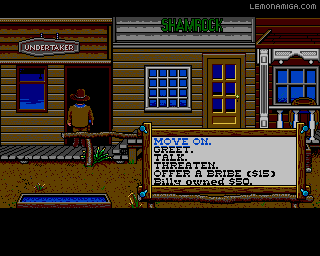 LEMONAMIGA.COM
SHAMROCK
UNDERTAKER
MOVE ON.
GREET.
TALK.
THREATEN.
OFFER A BRIBE ($15)
Billy owned $50.